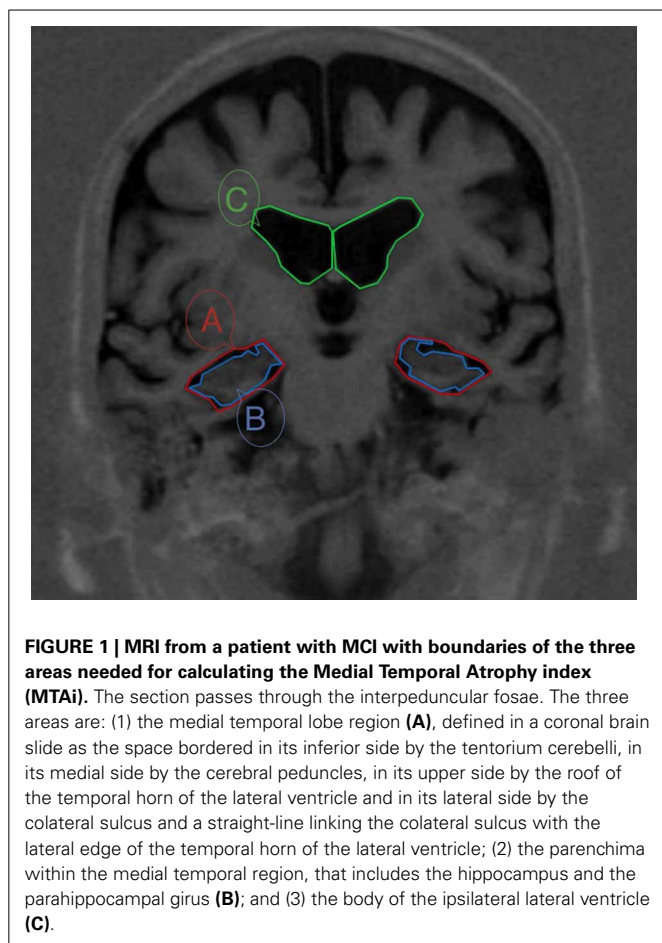 C
A
B
FIGURE 1 | MRI from a patient with MCI with boundaries of the three
areas needed for calculating the Medial Temporal Atrophy index
(MTAi). The section passes through the interpeduncular fosae. The three
areas are: (1) the medial temporal lobe region (A), defined in a coronal brain
slide as the space bordered in its inferior side by the tentorium cerebelli, in
its medial side by the cerebral peduncles, in its upper side by the roof of
the temporal horn of the lateral ventricle and in its lateral side by the
colateral sulcus and a straight-line linking the colateral sulcus with the
lateral edge of the temporal horn of the lateral ventricle; (2) the parenchima
within the medial temporal region, that includes the hippocampus and the
parahippocampal girus (B); and (3) the body of the ipsilateral lateral ventricle
(C).